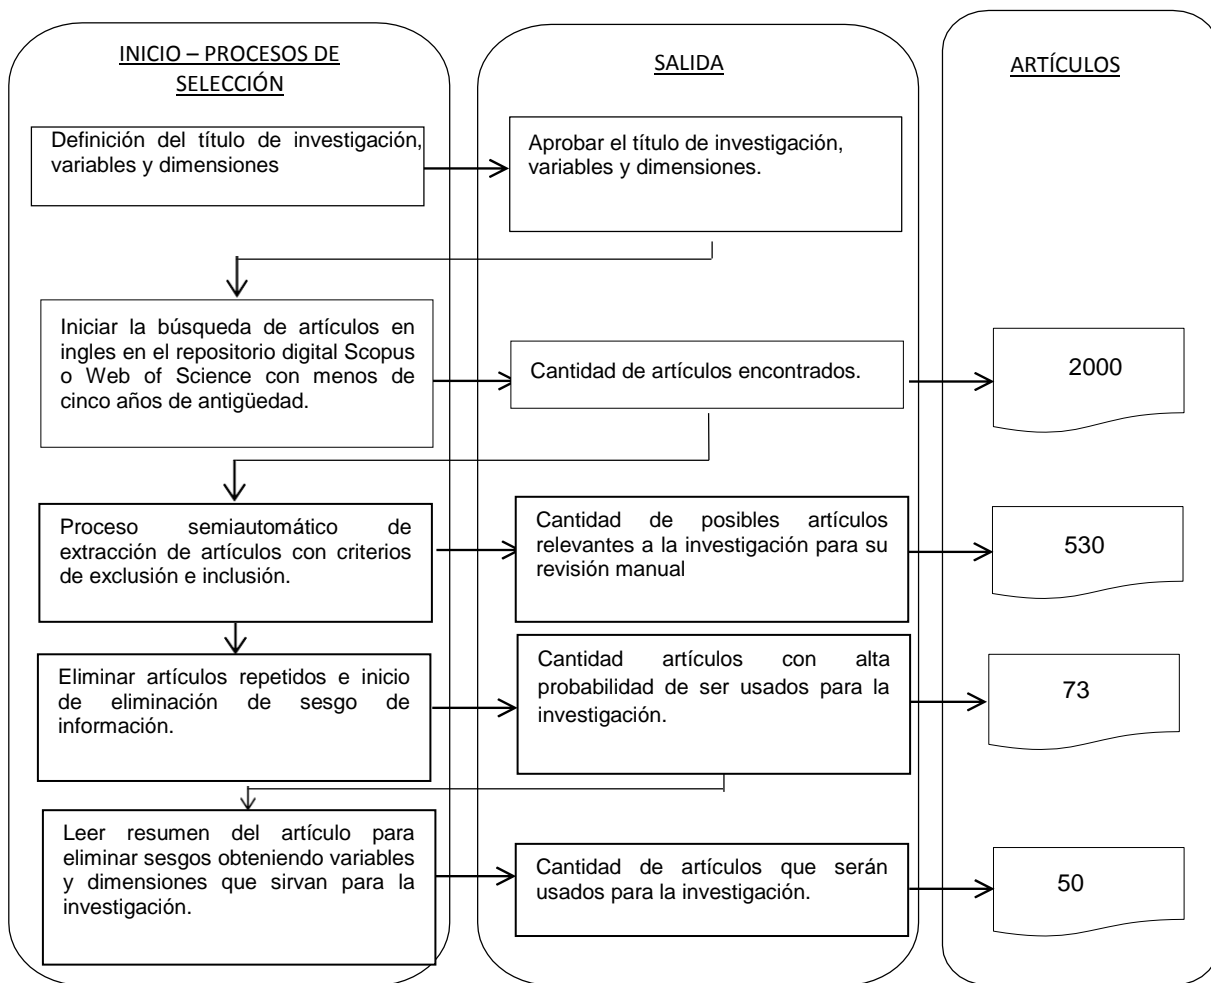 INICIO – PROCESOS DE
SELECCIÓN
SALIDA
ARTÍCULOS
Definición del título de investigación,
variables y dimensiones
Aprobar el título de investigación,
variables y dimensiones.
Iniciar la búsqueda de artículos en
ingles en el repositorio digital Scopus
o Web of Science con menos de
cinco años de antigüedad.
Cantidad de artículos encontrados.
2000
Proceso semiautomático de
extracción de artículos con criterios
de exclusión e inclusión.
Cantidad de posibles artículos
relevantes a la investigación para su
revisión manual
530
Eliminar artículos repetidos e inicio
de eliminación de sesgo de
información.
Cantidad artículos con alta
probabilidad de ser usados para la
investigación.
73
Leer resumen del artículo para
eliminar sesgos obteniendo variables
y dimensiones que sirvan para la
investigación.
Cantidad de artículos que serán
usados para la investigación.
50